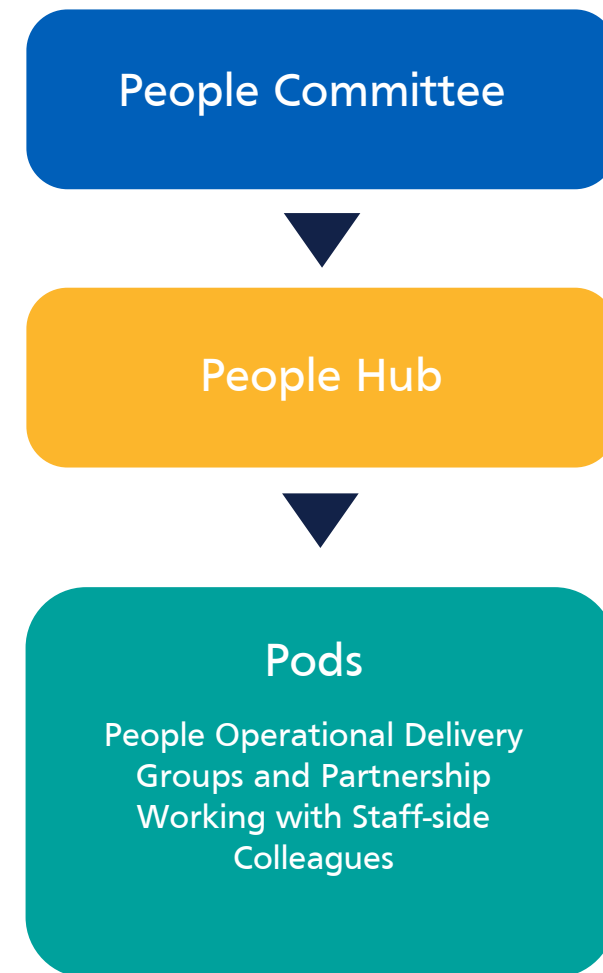 People Committee
People Hub
Pods
People Operational Delivery
Groups and Partnership
Working with Staff-side
Colleagues